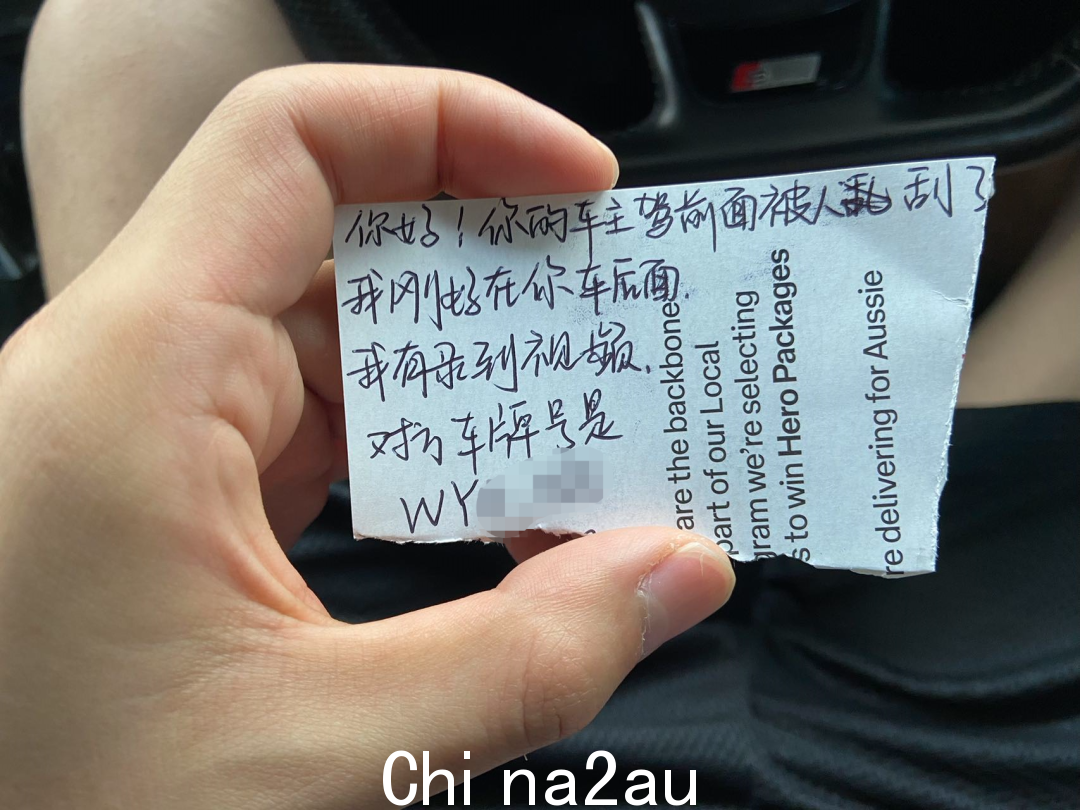 你好！你的车主驾前面被人刮了
我刚好在你车后面.
我有录到视频.
对方车牌号是
WY
are the backbone
part of our Local
gram we're selecting
s to win Hero Packages
re delivering for Aussie
China2au